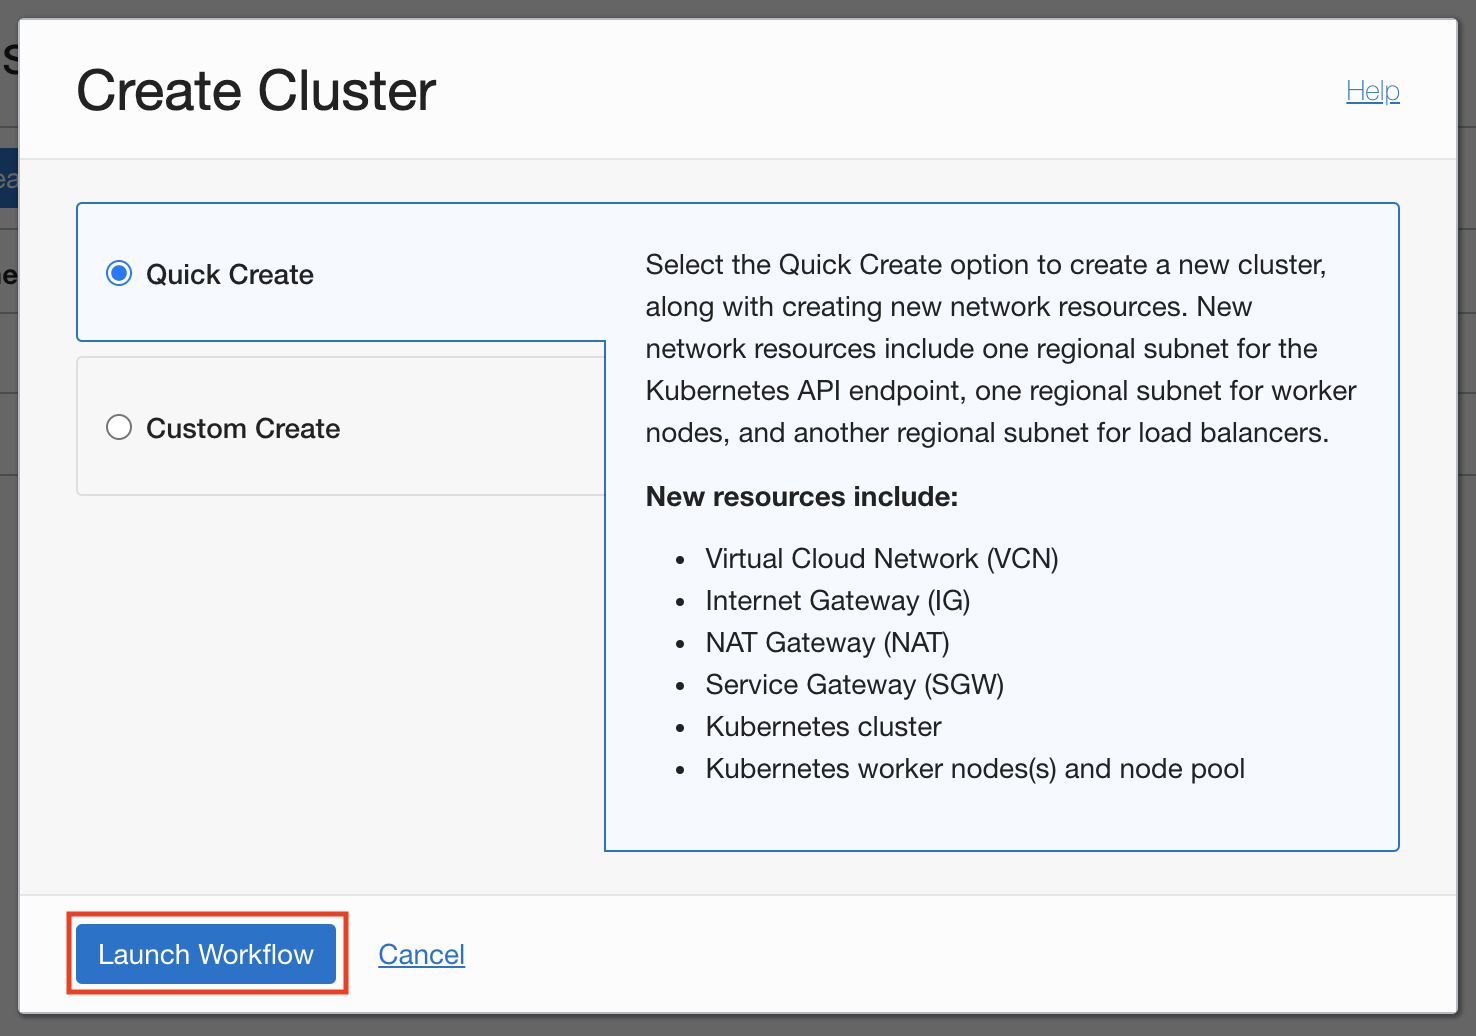 Create Cluster
Help
Quick Create
Custom Create
Select the Quick Create option to create a new cluster,
along with creating new network resources. New
network resources include one regional subnet for the
Kubernetes API endpoint, one regional subnet for worker
nodes, and another regional subnet for load balancers.
New resources include:
• Virtual Cloud Network (VCN)
• Internet Gateway (IG)
• NAT Gateway (NAT)
• Service Gateway (SGW)
• Kubernetes cluster
• Kubernetes worker nodes(s) and node pool
Launch Workflow
Cancel